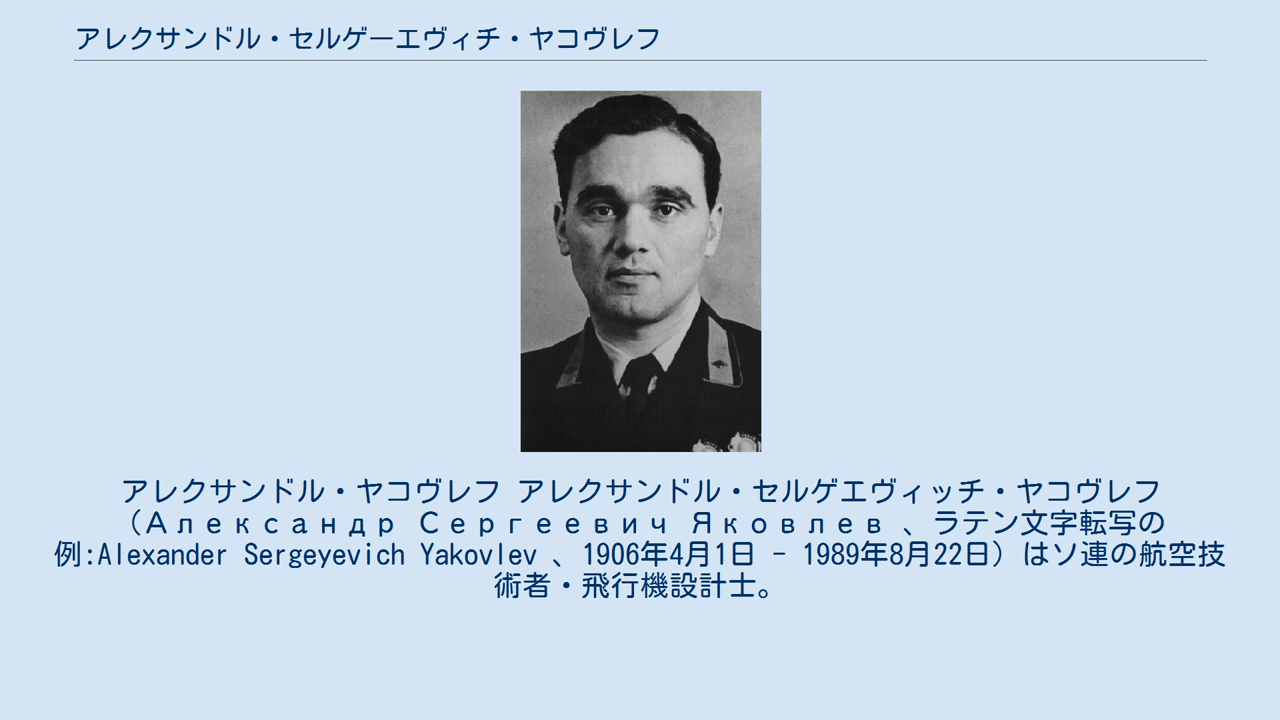 アレクサンドル・セルゲーエヴィチ・ヤコヴレフ
アレクサンドル・ヤコヴレフ アレクサンドル・セルゲエヴィッチ・ヤコヴレフ
（Александр Сергеевич Яковлев 、ラテン文字転写の
例:Alexander Sergeyevich Yakovlev 、1906年4月1日 – 1989年8月22日）はソ連の航空技
術者・飛行機設計士。